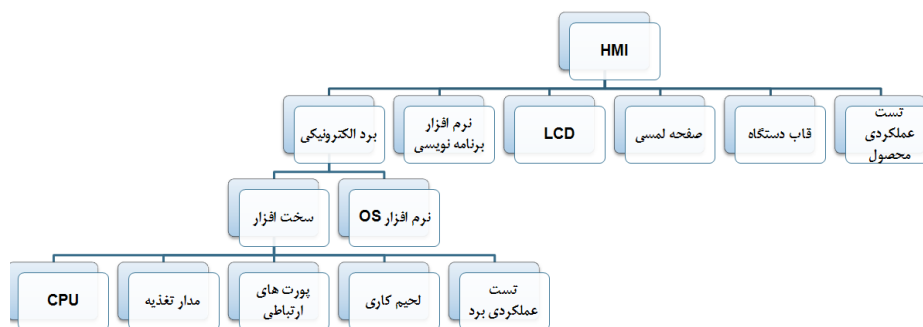 HMI
تست
عملکردی
محصول
قاب دستگاه
صفحه لمسی
LCD
نرم افزار
برنامه نویسی
برد الکترونیکی
نرم افزار OS
سخت افزار
تست
عملکردی برد
لحیم کاری
پورت های
ارتباطی
مدار تغذیه
CPU